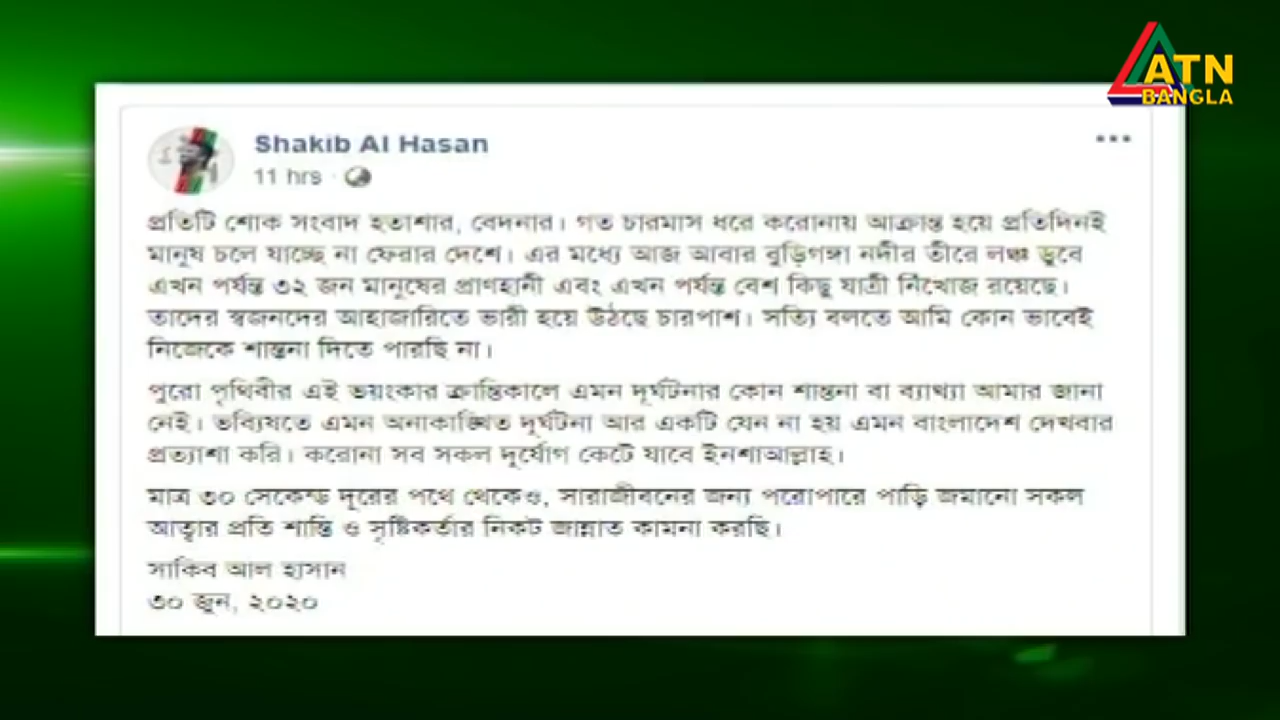 ATN
BANGLA
Shakib Al Hasan
11 hrs
প্রতিটি শোক সংবাদ হতাশার, বেদনার। গত চারমাস ধরে করোনায় আক্রান্ত হয়ে প্রতিদিনই
মানুষ চলে যাচ্ছে না ফেরার দেশে। এর মধ্যে আজ আবার বুড়িগঙ্গা নদীর তীরে লঞ্চ ডুবে
এখন পর্যন্ত ৩২ জন মানুষের প্রাণহানী এবং এখন পর্যন্ত বেশ কিছু যাত্রী নিঁখোজ রয়েছে।
তাদের স্বজনদের আহাজারিতে ভারী হয়ে উঠছে চারপাশ। সত্যি বলতে আমি কোন ভাবেই
নিজেকে শান্তনা দিতে পারছি না।
পুরো পৃথিবীর এই ভয়ংকার ক্রান্তিকালে এমন দূর্ঘটনার কোন শান্তনা বা ব্যাখ্যা আমার জানা
নেই। ভব্যিষতে এমন অনাকাঙ্খিত দূর্ঘটনা আর একটি যেন না হয় এমন বাংলাদেশ দেখবার
প্রত্যাশা করি। করোনা সব সকল দুর্যোগ কেটে যাবে ইনশাআল্লাহ।
মাত্র ৩০ সেকেন্ড দূরের পথে থেকেও, সারাজীবনের জন্য পরোপারে পাড়ি জমানো সকল
আত্বার প্রতি শান্তি ও সৃষ্টিকর্তার নিকট জান্নাত কামনা করছি।
সাকিব আল হাসান
৩০ জুন, ২০২০